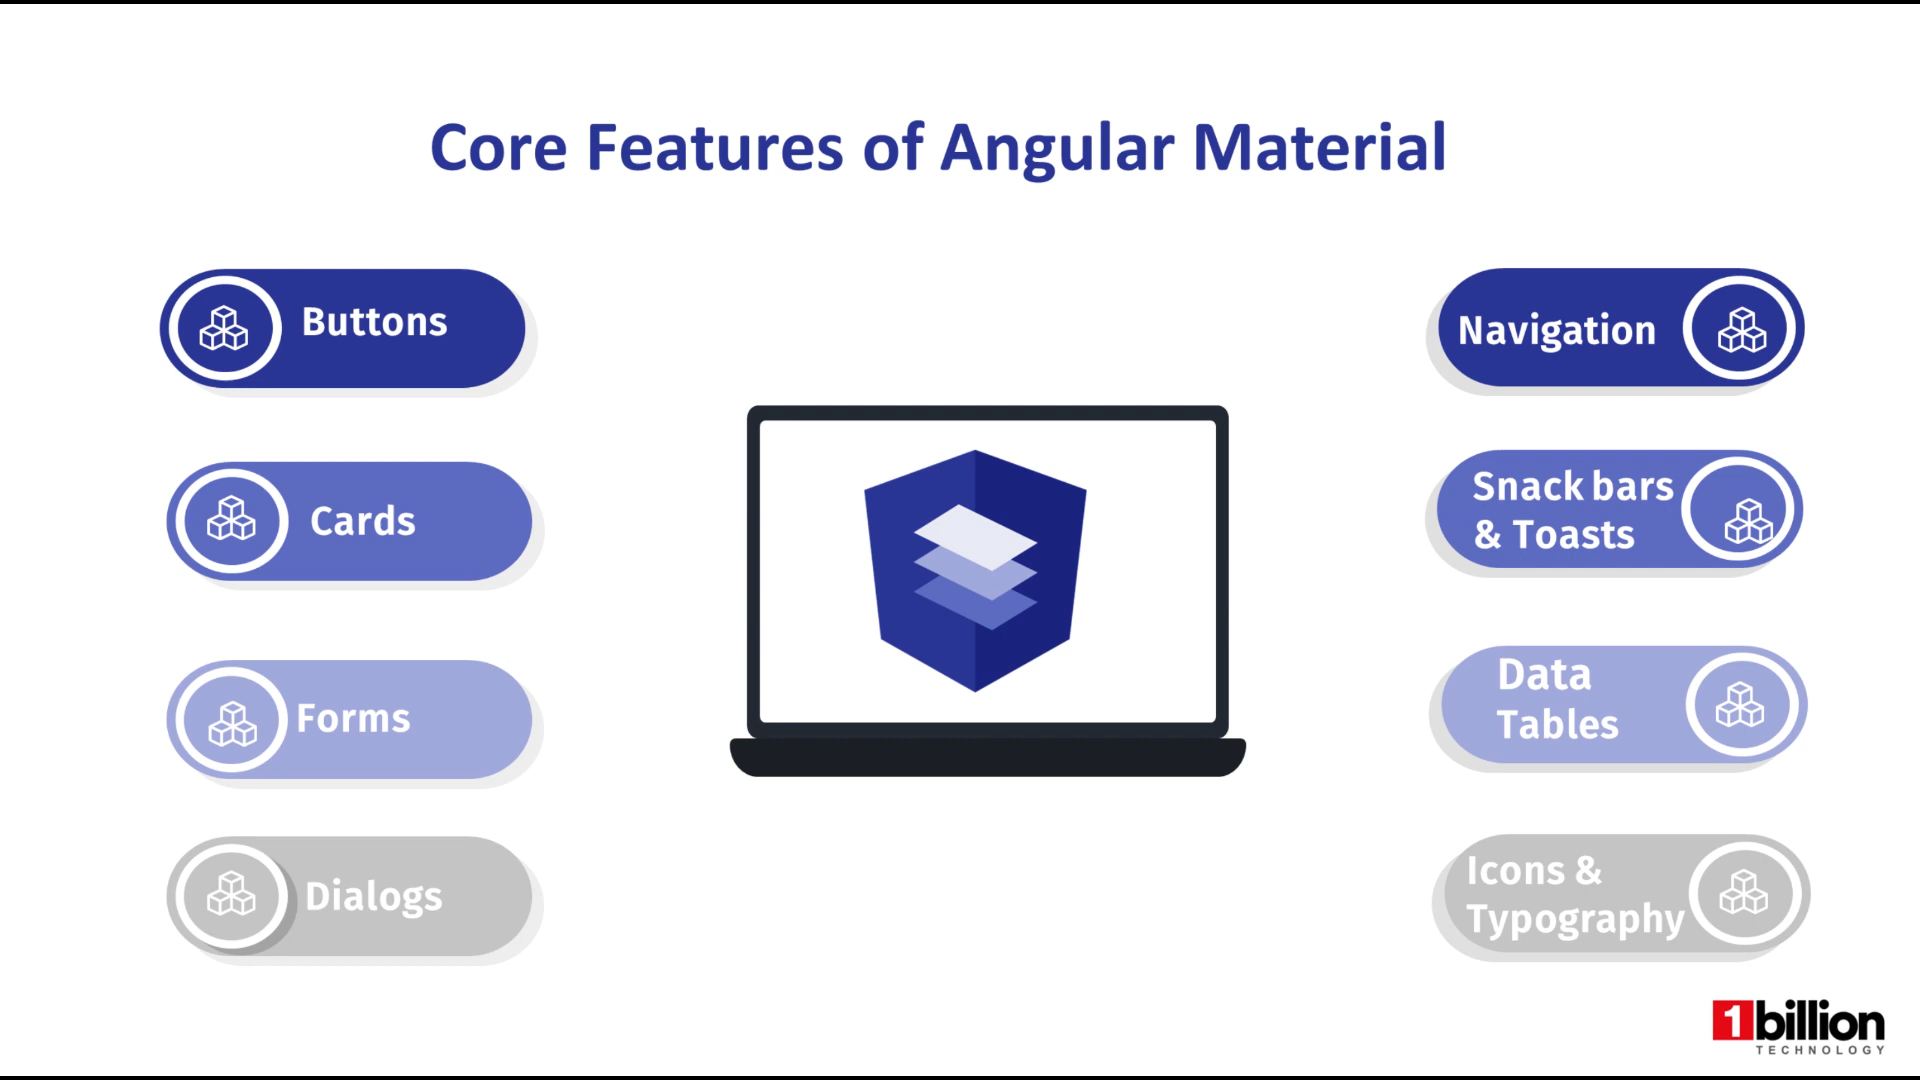 Core Features of Angular Material
Buttons
Cards
Forms
Dialogs
Navigation
Snack bars
& Toasts
Data
Tables
Icons &
Typography
1billion
TECHNOLOGY